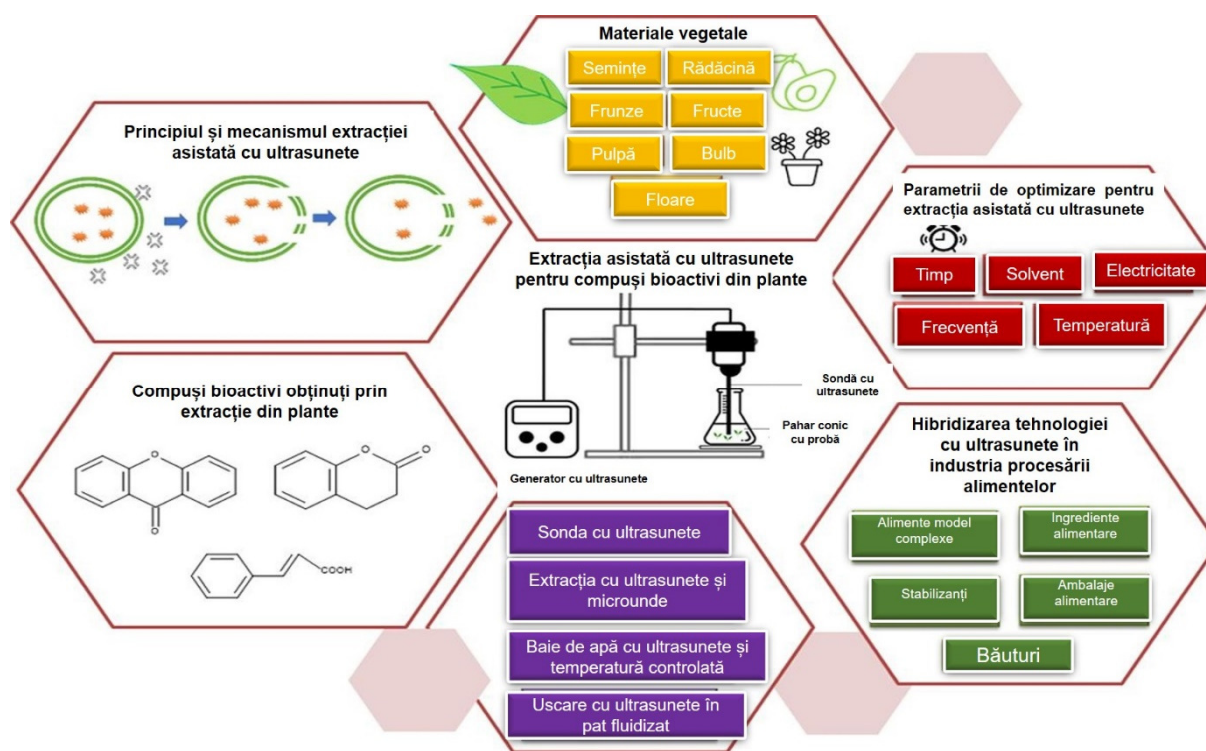 Materiale vegetale
Semințe
Rădăcină
Frunze
Fructe
Pulpă
Bulb
Floare
Principiul și mecanismul extracției
asistată cu ultrasunete
Parametrii de optimizare pentru
extracția asistată cu ultrasunete
Timp
Solvent
Electricitate
Frecvență
Temperatură
Extracția asistată cu ultrasunete
pentru compuși bioactivi din plante
Sondă cu
ultrasunete
Pahar conic
cu probă
Generator cu ultrasunete
Compuși bioactivi obținuți prin
extracție din plante
O
O
O
O
COOH
Hibridizarea tehnologiei
cu ultrasunete în
industria procesării
alimentelor
Alimente model
complexe
Ingrediente
alimentare
Stabilizanți
Ambalaje
alimentare
Băuturi
Sonda cu ultrasunete
Extracția cu ultrasunete și
microunde
Baie de apă cu ultrasunete și
temperatură controlată
Uscare cu ultrasunete în
pat fluidizat